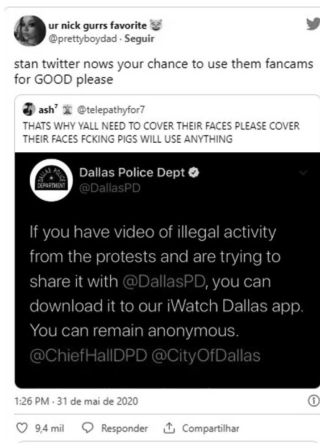 ur nick gurrs favorite
@prettyboydad · Seguir
stan twitter nows your chance to use them fancams
for GOOD please
ash⁷ @telepathyfor7
THATS WHY YALL NEED TO COVER THEIR FACES PLEASE COVER
THEIR FACES FCKING PIGS WILL USE ANYTHING
DALLAS POLICE
DEPARTMENT
Dallas Police Dept
@DallasPD
If you have video of illegal activity
from the protests and are trying to
share it with @DallasPD, you can
download it to our iWatch Dallas app.
You can remain anonymous.
@ChiefHallDPD @CityOfDallas
1:26 PM · 31 de mai de 2020
9,4 mil Responder Compartilhar